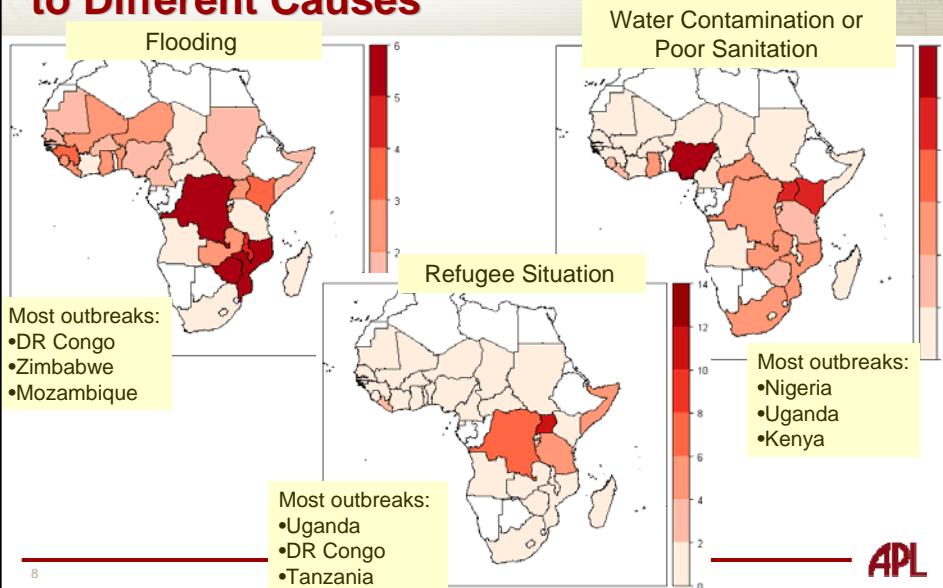 to Different Causes
Flooding
6
5
4
3
2
Most outbreaks:
•DR Congo
•Zimbabwe
•Mozambique
Water Contamination or
Poor Sanitation
Most outbreaks:
•Nigeria
•Uganda
•Kenya
Refugee Situation
14
12
10
8
6
4
2
0
Most outbreaks:
•Uganda
•DR Congo
•Tanzania
8
APL